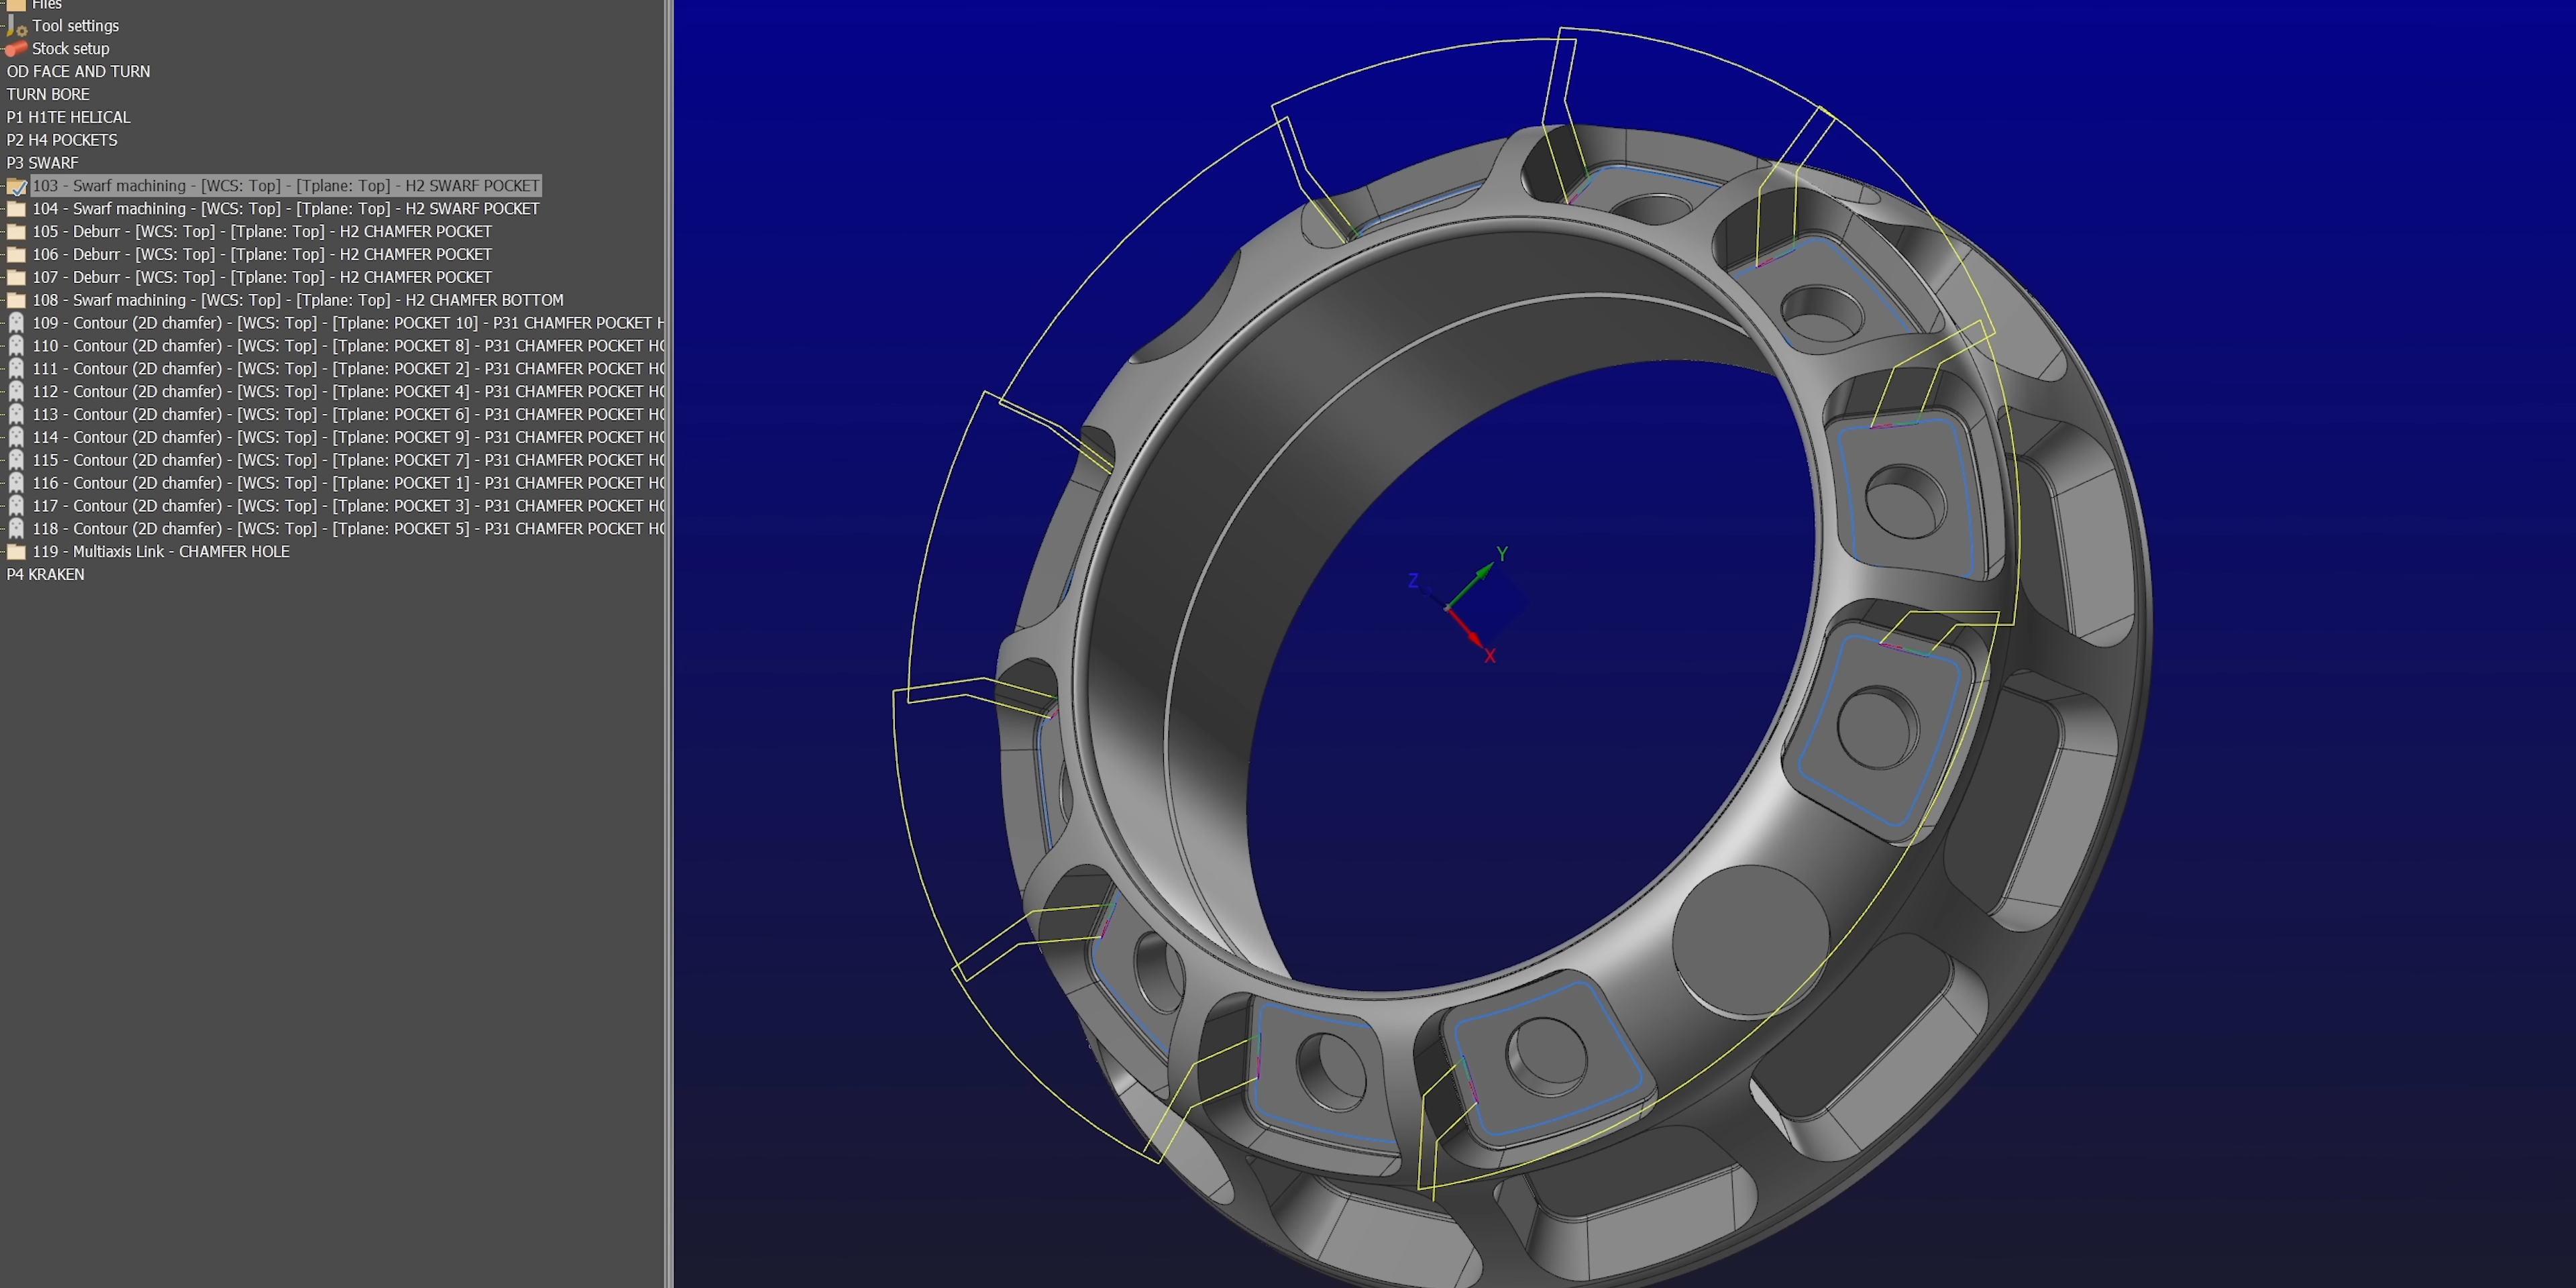 Files
Tool settings
Stock setup
OD FACE AND TURN
TURN BORE
P1 H1TE HELICAL
P2 H4 POCKETS
P3 SWARF
103 - Swarf machining - [WCS: Top] - [Tplane: Top] - H2 SWARF POCKET
104 - Swarf machining - [WCS: Top] - [Tplane: Top] - H2 SWARF POCKET
105 - Deburr - [WCS: Top] - [Tplane: Top] - H2 CHAMFER POCKET
106 - Deburr - [WCS: Top] - [Tplane: Top] - H2 CHAMFER POCKET
107 - Deburr - [WCS: Top] - [Tplane: Top] - H2 CHAMFER POCKET
108 - Swarf machining - [WCS: Top] - [Tplane: Top] - H2 CHAMFER BOTTOM
109 - Contour (2D chamfer) - [WCS: Top] - [Tplane: POCKET 10] - P31 CHAMFER POCKET H
110 - Contour (2D chamfer) - [WCS: Top] - [Tplane: POCKET 8] - P31 CHAMFER POCKET HO
111 - Contour (2D chamfer) - [WCS: Top] - [Tplane: POCKET 2] - P31 CHAMFER POCKET HO
112 - Contour (2D chamfer) - [WCS: Top] - [Tplane: POCKET 4] - P31 CHAMFER POCKET HO
113 - Contour (2D chamfer) - [WCS: Top] - [Tplane: POCKET 6] - P31 CHAMFER POCKET HO
114 - Contour (2D chamfer) - [WCS: Top] - [Tplane: POCKET 9] - P31 CHAMFER POCKET HO
115 - Contour (2D chamfer) - [WCS: Top] - [Tplane: POCKET 7] - P31 CHAMFER POCKET HO
116 - Contour (2D chamfer) - [WCS: Top] - [Tplane: POCKET 1] - P31 CHAMFER POCKET HO
117 - Contour (2D chamfer) - [WCS: Top] - [Tplane: POCKET 3] - P31 CHAMFER POCKET HO
118 - Contour (2D chamfer) - [WCS: Top] - [Tplane: POCKET 5] - P31 CHAMFER POCKET HO
119 - Multiaxis Link - CHAMFER HOLE
P4 KRAKEN
Y
Z
X